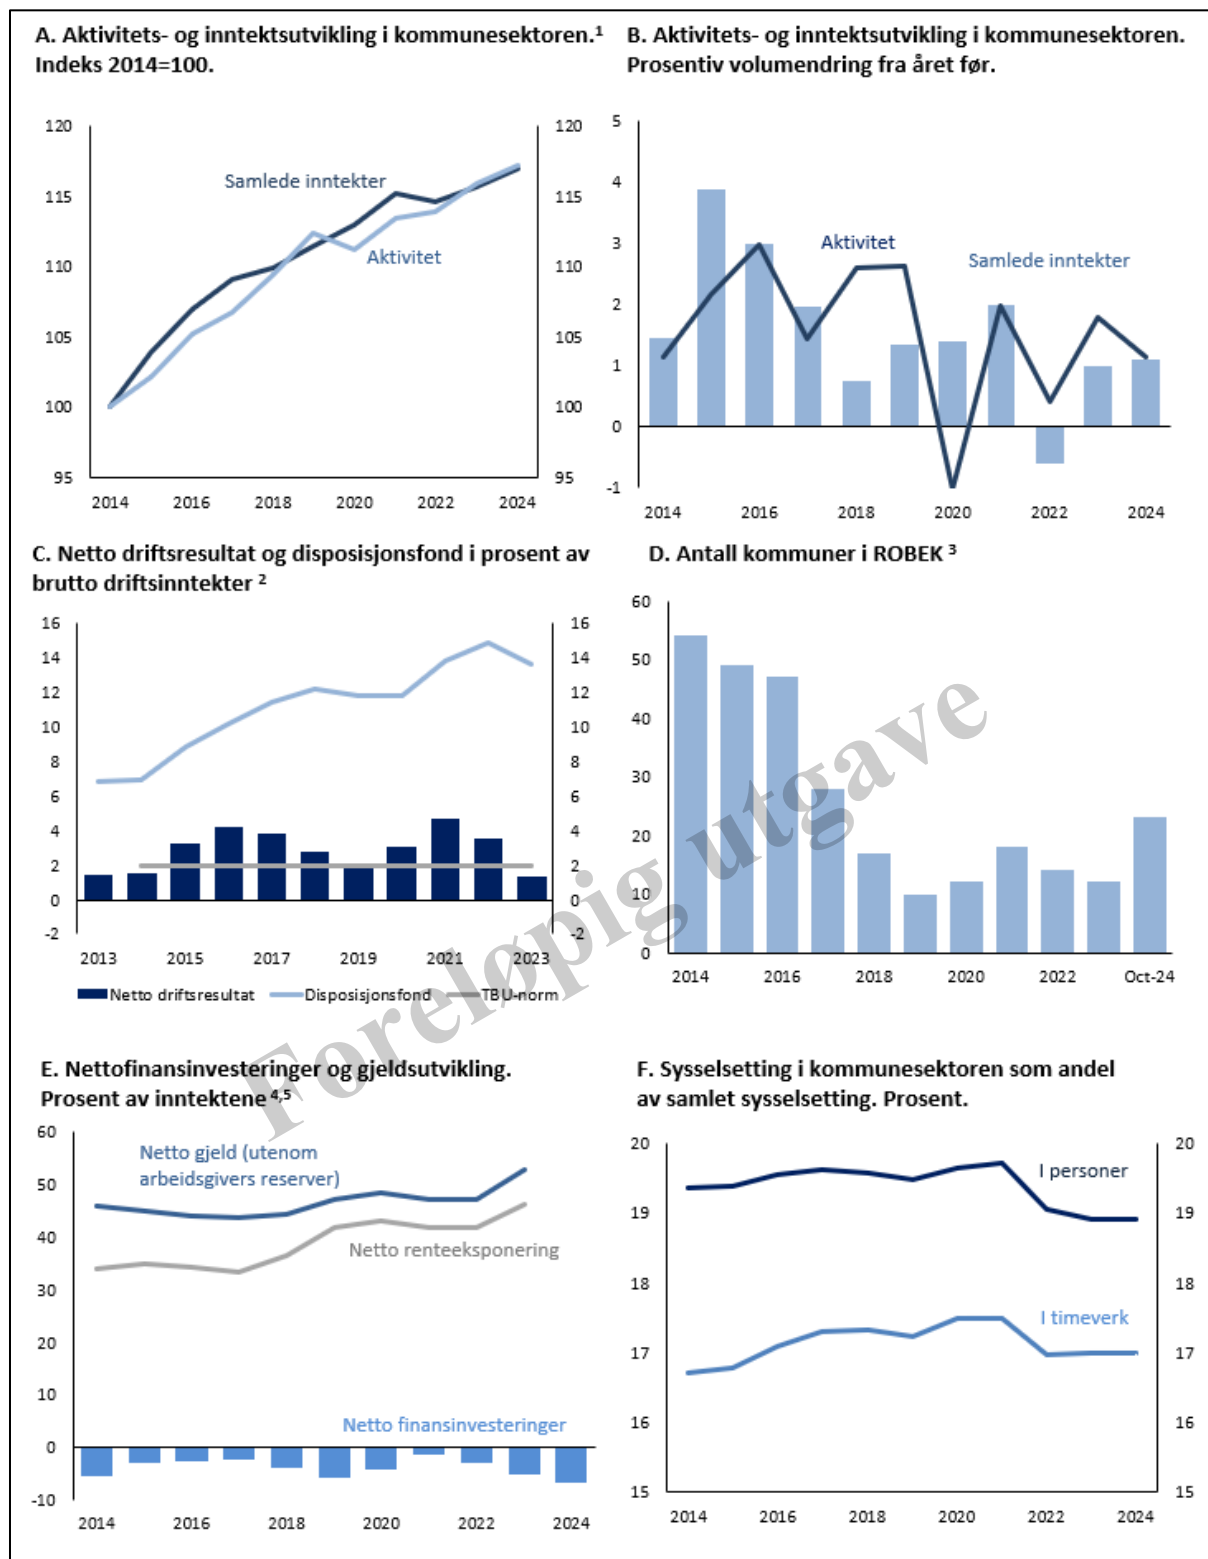 A. Aktivitets- og inntektsutvikling i kommunesektoren.¹
Indeks 2014=100.
120
115
110
105
100
95
120
115
110
105
100
95
Samlede inntekter
Aktivitet
2014 2016 2018 2020 2022 2024
B. Aktivitets- og inntektsutvikling i kommunesektoren.
Prosentiv volumendring fra året før.
5
4
3
2
1
0
-1
Aktivitet
Samlede inntekter
2014 2016 2018 2020 2022 2024
C. Netto driftsresultat og disposisjonsfond i prosent av
brutto driftsinntekter ²
16
14
12
10
8
6
4
2
0
-2
16
14
12
10
8
6
4
2
0
-2
2013 2015 2017 2019 2021 2023
Netto driftsresultat Disposisjonsfond TBU-norm
D. Antall kommuner i ROBEK ³
60
50
40
30
20
10
0
2014 2016 2018 2020 2022 Oct-24
E. Nettofinansinvesteringer og gjeldsutvikling.
Prosent av inntektene ⁴,⁵
60
50
40
30
20
10
0
-10
Netto gjeld (utenom
arbeidsgivers reserver)
Netto renteeksponering
Netto finansinvesteringer
2014 2016 2018 2020 2022 2024
F. Sysselsetting i kommunesektoren som andel
av samlet sysselsetting. Prosent.
20
19
18
17
16
15
20
19
18
17
16
15
I personer
I timeverk
2014 2016 2018 2020 2022 2024
Foreløpig utgave